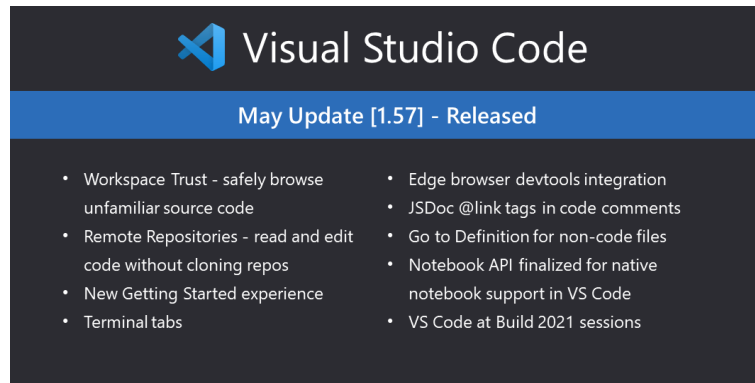 Visual Studio Code
May Update [1.57] - Released
• Workspace Trust - safely browse
unfamiliar source code
• Remote Repositories - read and edit
code without cloning repos
• New Getting Started experience
• Terminal tabs
• Edge browser devtools integration
• JSDoc @link tags in code comments
• Go to Definition for non-code files
• Notebook API finalized for native
notebook support in VS Code
• VS Code at Build 2021 sessions